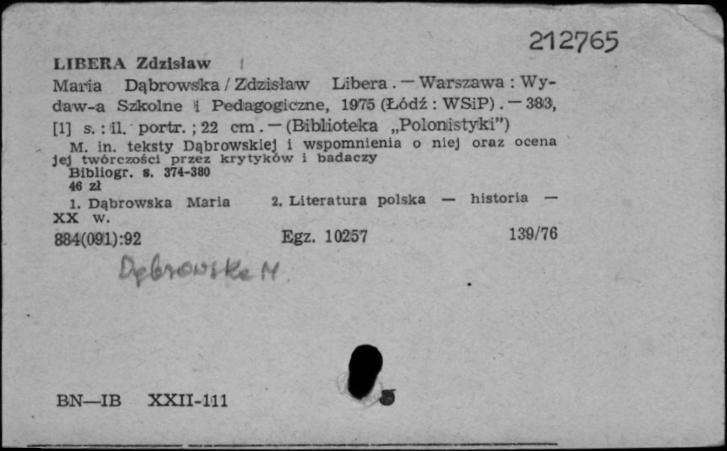 212765
LIBERA Zdzisław
Maria Dąbrowska / Zdzisław Libera. — Warszawa : Wy-
daw-a Szkolne i Pedagogiczne, 1975 (Łódź : WSiP). — 383,
[1] s. : il. portr. ; 22 cm. — (Biblioteka „Polonistyki”)
M. in. teksty Dąbrowskiej i wspomnienia o niej oraz ocena
jej twórczości przez krytyków i badaczy
Bibliogr. s. 374-380
46 zł
1. Dąbrowska Maria 2. Literatura polska — historia —
XX w.
884(091):92 Egz. 10257 139/76
Dąbrowska M.
BN—IB XXII-111